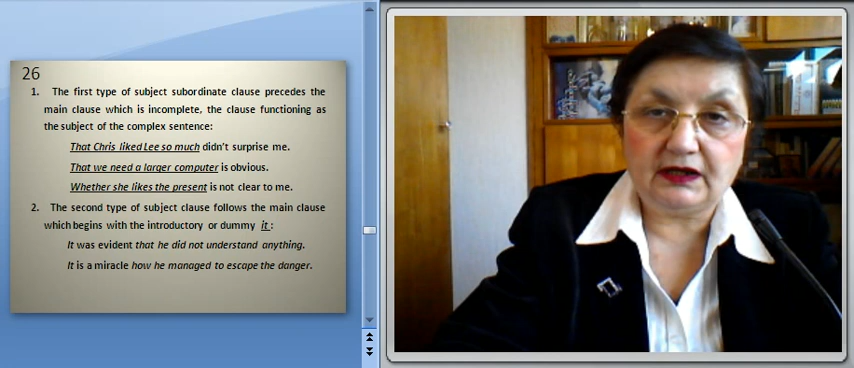 26
1. The first type of subject subordinate clause precedes the
main clause which is incomplete, the clause functioning as
the subject of the complex sentence:
That Chris liked Lee so much didn't surprise me.
That we need a larger computer is obvious.
Whether she likes the present is not clear to me.
2. The second type of subject clause follows the main clause
which begins with the introductory or dummy it :
It was evident that he did not understand anything.
It is a miracle how he managed to escape the danger.